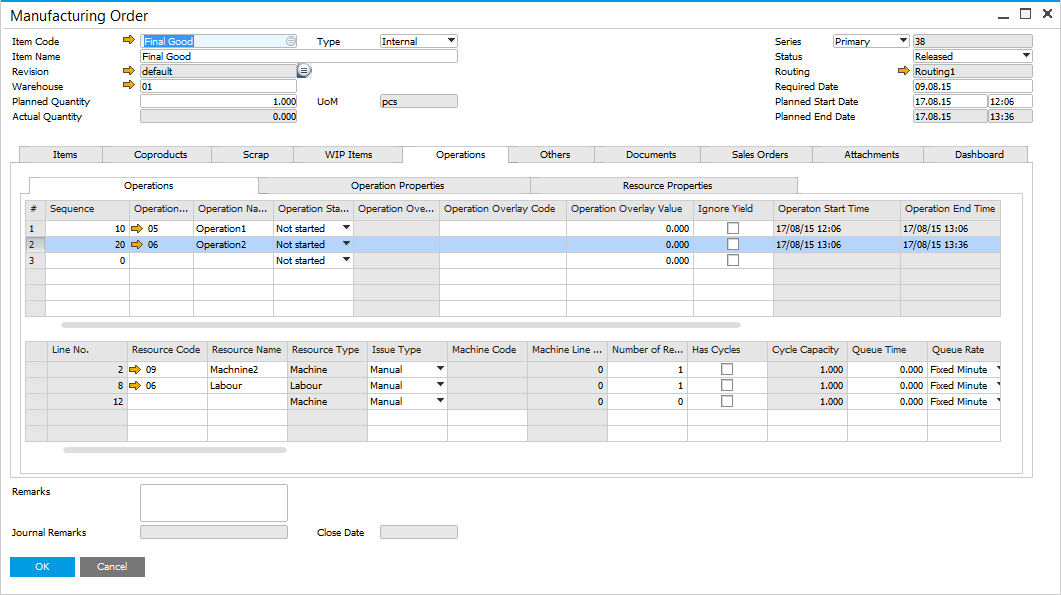 Manufacturing Order
Item Code Final Good Type Internal Series Primary 38
Item Name Final Good Status Released
Revision default Routing Routing1
Warehouse 01 Required Date 09.08.15
Planned Quantity 1.000 UoM pcs Planned Start Date 17.08.15 12:06
Actual Quantity 0.000 Planned End Date 17.08.15 13:36
Items Coproducts Scrap WIP Items Operations Others Documents Sales Orders Attachments Dashboard
Operations Operation Properties Resource Properties
# Sequence Operation... Operation Na... Operation Sta... Operation Ove... Operation Overlay Code Operation Overlay Value Ignore Yield Operaton Start Time Operation End Time
1 10 05 Operation1 Not started 0.000 17/08/15 12:06 17/08/15 13:06
2 20 06 Operation2 Not started 0.000 17/08/15 13:06 17/08/15 13:36
3 0 Not started 0.000
Line No. Resource Code Resource Name Resource Type Issue Type Machine Code Machine Line ... Number of Re... Has Cycles Cycle Capacity Queue Time Queue Rate
2 09 Machnine2 Machine Manual 0 1 1.000 0.000 Fixed Minute
8 06 Labour Labour Manual 0 1 1.000 0.000 Fixed Minute
12 Machine Manual 0 0 1.000 0.000 Fixed Minute
Remarks
Journal Remarks Close Date
OK Cancel